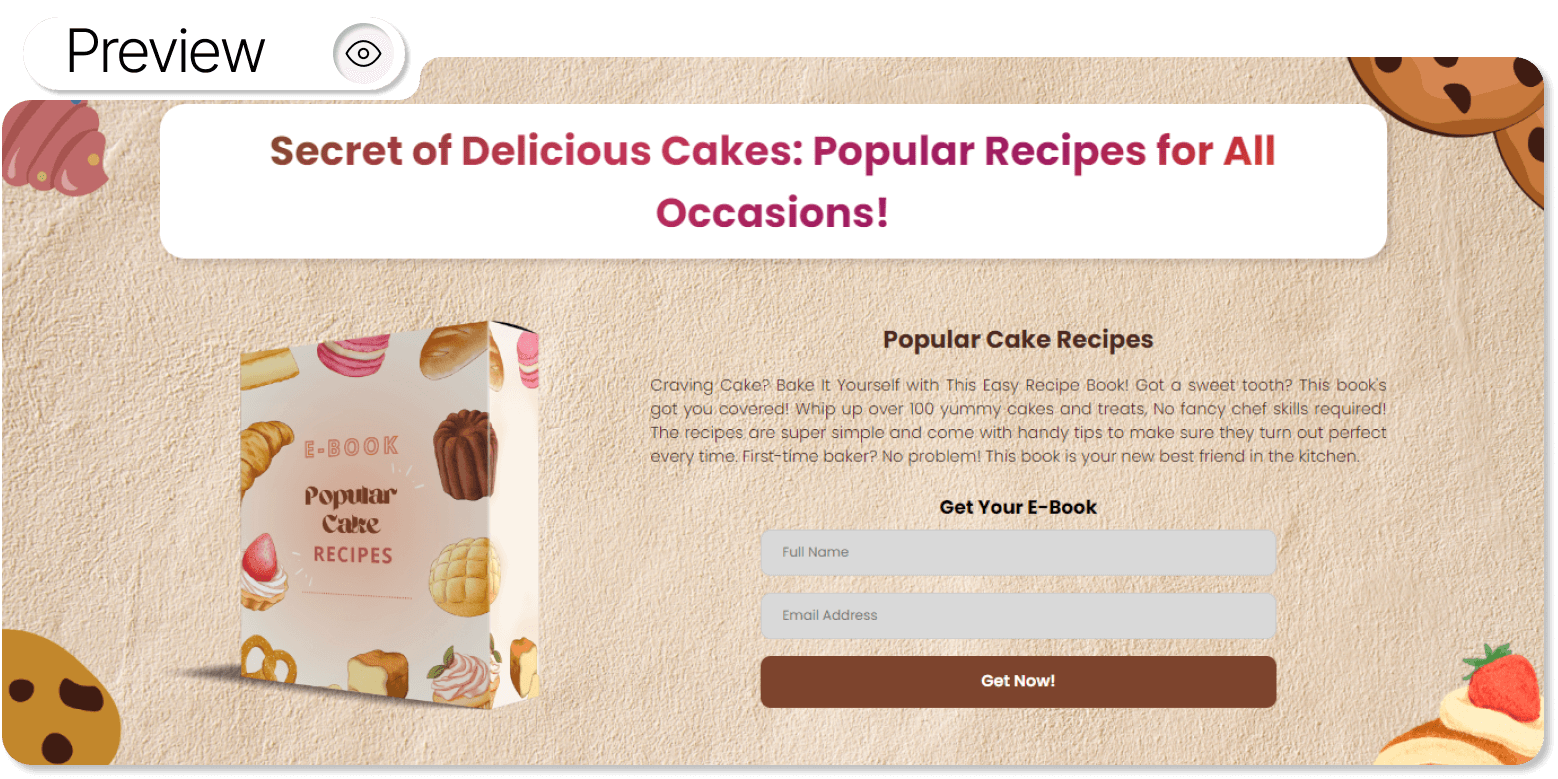 Preview
Secret of Delicious Cakes: Popular Recipes for All
Occasions!
E-BOOK
Popular
Cake
RECIPES
Popular Cake Recipes
Craving Cake? Bake It Yourself with This Easy Recipe Book! Got a sweet tooth? This book's
got you covered! Whip up over 100 yummy cakes and treats, No fancy chef skills required!
The recipes are super simple and come with handy tips to make sure they turn out perfect
every time. First-time baker? No problem! This book is your new best friend in the kitchen.
Get Your E-Book
Full Name
Email Address
Get Now!